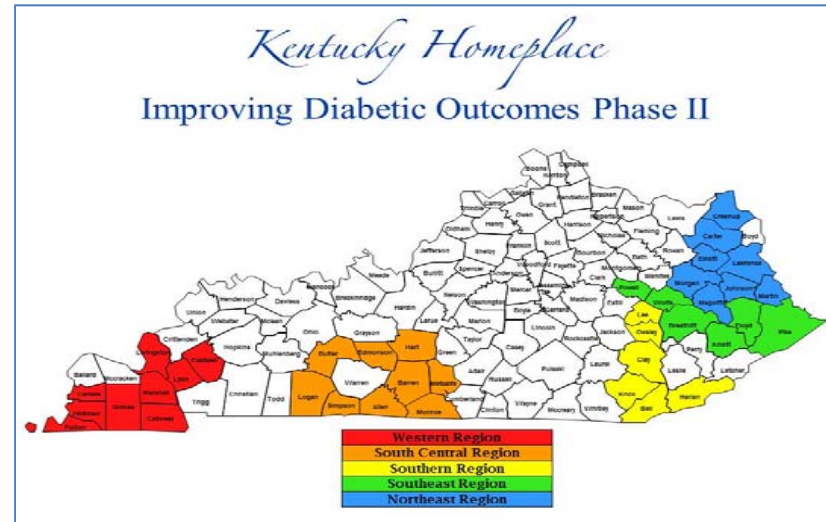 Kentucky Homeplace
Improving Diabetic Outcomes Phase II
Boone
Campbell
Kenton
Gallatin
Grant
Pendleton
Bracken
Trimble
Carroll
Owen
Mason
Lewis
Greenup
Oldham
Henry
Harrison
Robertson
Fleming
Carter
Boyd
Jefferson
Shelby
Franklin
Scott
Nicholas
Rowan
Elliott
Lawrence
Bourbon
Bath
Meade
Bullitt
Spencer
Anderson
Woodford
Fayette
Montgomery
Menifee
Morgan
Johnson
Martin
Clark
Powell
Magoffin
Henderson
Daviess
Hancock
Breckinridge
Hardin
Nelson
Washington
Mercer
Madison
Estill
Wolfe
Union
Webster
Mclean
Ohio
Grayson
Larue
Marion
Boyle
Garrard
Lee
Breathitt
Floyd
Pike
Crittenden
Hopkins
Muhlenberg
Butler
Edmonson
Hart
Green
Taylor
Casey
Lincoln
Rockcastle
Jackson
Owsley
Knott
Livingston
Caldwell
Lyon
Warren
Barren
Metcalfe
Adair
Russell
Pulaski
Laurel
Clay
Perry
Leslie
Letcher
Ballard
Mccracken
Carlisle
Graves
Marshall
Hickman
Fulton
Calloway
Trigg
Christian
Todd
Logan
Simpson
Allen
Monroe
Cumberland
Clinton
Wayne
Mccreary
Whitley
Knox
Bell
Harlan
Western Region
South Central Region
Southern Region
Southeast Region
Northeast Region